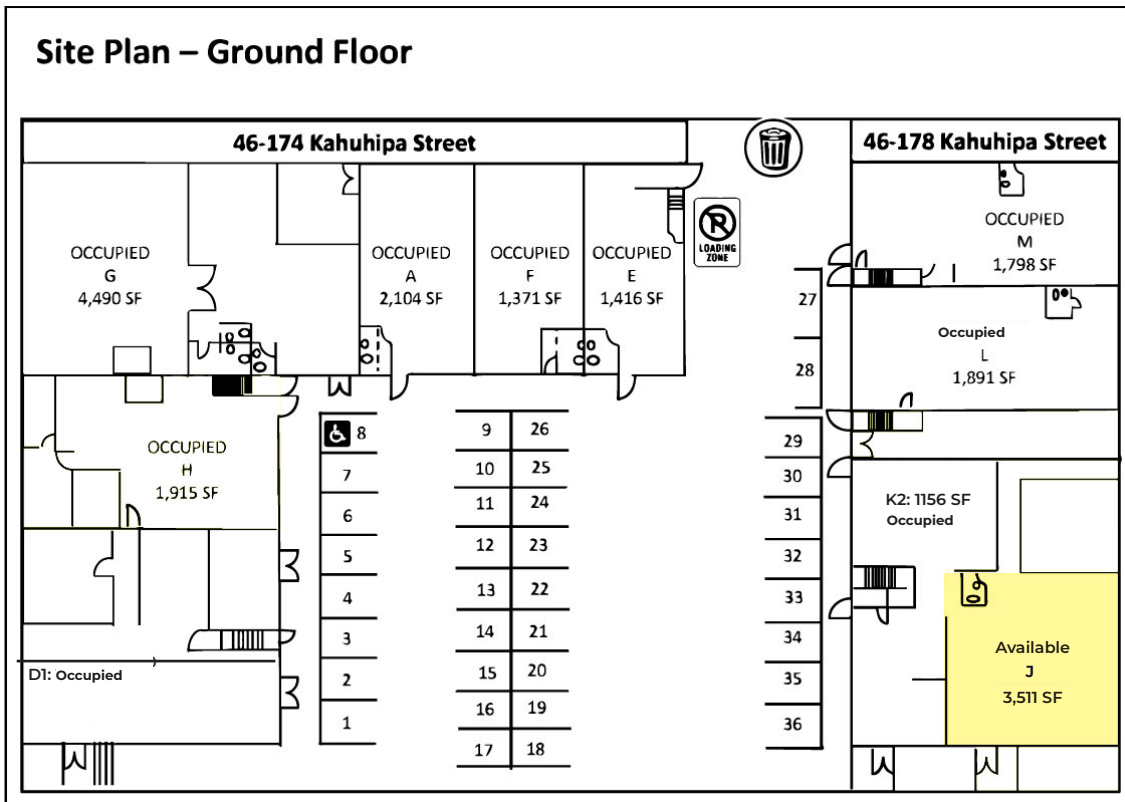 Site Plan – Ground Floor
46-174 Kahuhipa Street
46-178 Kahuhipa Street
OCCUPIED
G
4,490 SF
OCCUPIED
A
2,104 SF
OCCUPIED
F
1,371 SF
OCCUPIED
E
1,416 SF
P
LOADING
ZONE
OCCUPIED
M
1,798 SF
Occupied
L
1,891 SF
OCCUPIED
H
1,915 SF
D1: Occupied
8
7
6
5
4
3
2
1
9
10
11
12
13
14
15
16
17
26
25
24
23
22
21
20
19
18
27
28
29
30
31
32
33
34
35
36
K2: 1156 SF
Occupied
Available
J
3,511 SF